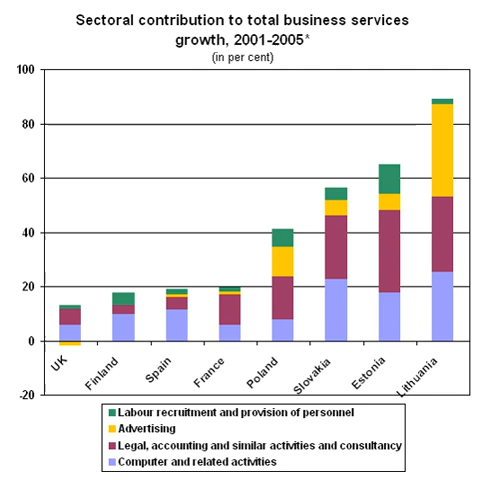 Sectoral contribution to total business services
growth, 2001-2005*
(in per cent)
100
80
60
40
20
0
-20
UK
Finland
Spain
France
Poland
Slovakia
Estonia
Lithuania
Labour recruitment and provision of personnel
Advertising
Legal, accounting and similar activities and consultancy
Computer and related activities